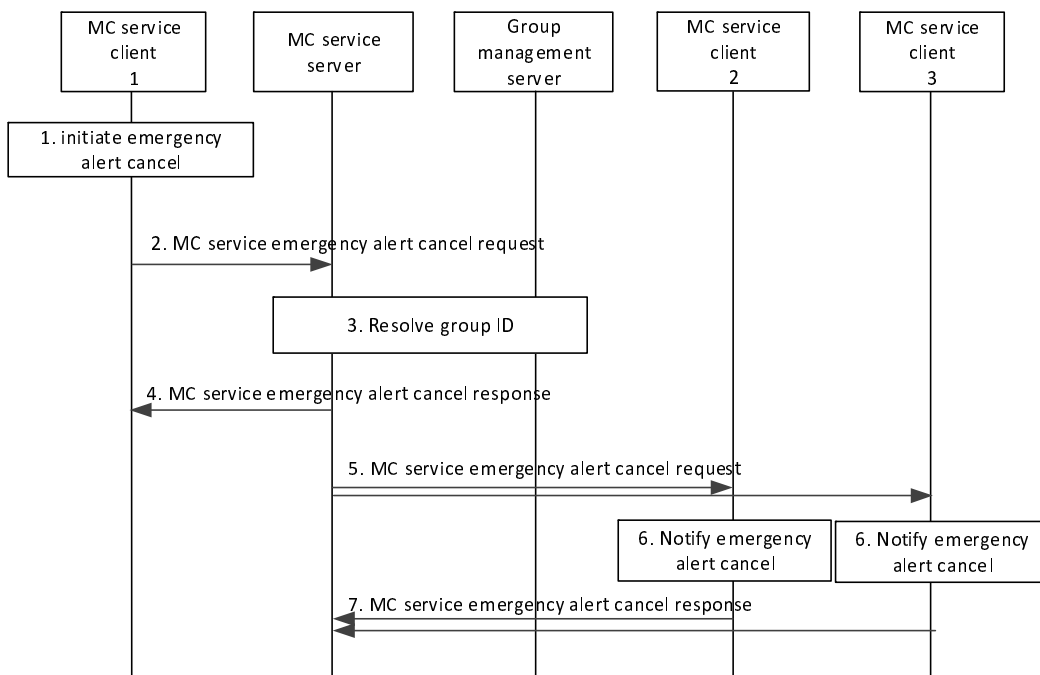 MC service
client
1
MC service
server
Group
management
server
MC service
client
2
MC service
client
3
1. initiate emergency
alert cancel
2. MC service emergency alert cancel request
3. Resolve group ID
4. MC service emergency alert cancel response
5. MC service emergency alert cancel request
6. Notify emergency
alert cancel
6. Notify emergency
alert cancel
7. MC service emergency alert cancel response